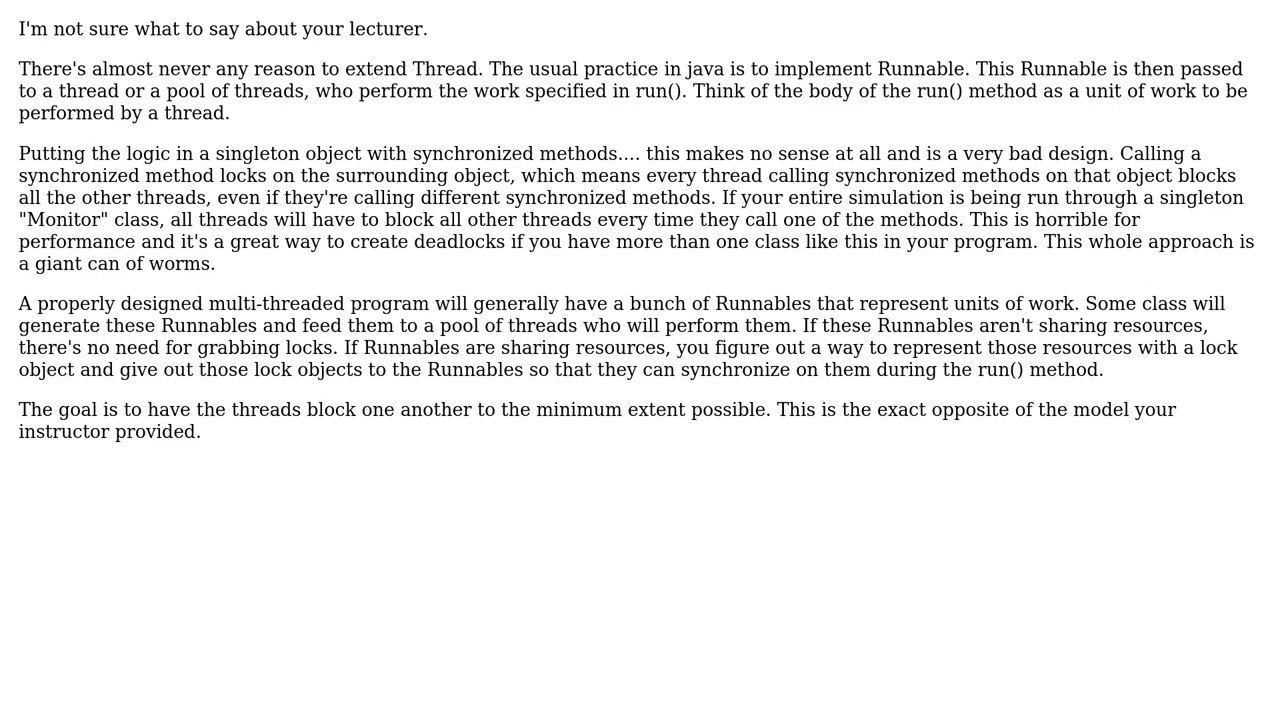 I'm not sure what to say about your lecturer.
There's almost never any reason to extend Thread. The usual practice in java is to implement Runnable. This Runnable is then passed
to a thread or a pool of threads, who perform the work specified in run(). Think of the body of the run() method as a unit of work to be
performed by a thread.
Putting the logic in a singleton object with synchronized methods.... this makes no sense at all and is a very bad design. Calling a
synchronized method locks on the surrounding object, which means every thread calling synchronized methods on that object blocks
all the other threads, even if they're calling different synchronized methods. If your entire simulation is being run through a singleton
"Monitor" class, all threads will have to block all other threads every time they call one of the methods. This is horrible for
performance and it's a great way to create deadlocks if you have more than one class like this in your program. This whole approach is
a giant can of worms.
A properly designed multi-threaded program will generally have a bunch of Runnables that represent units of work. Some class will
generate these Runnables and feed them to a pool of threads who will perform them. If these Runnables aren't sharing resources,
there's no need for grabbing locks. If Runnables are sharing resources, you figure out a way to represent those resources with a lock
object and give out those lock objects to the Runnables so that they can synchronize on them during the run() method.
The goal is to have the threads block one another to the minimum extent possible. This is the exact opposite of the model your
instructor provided.